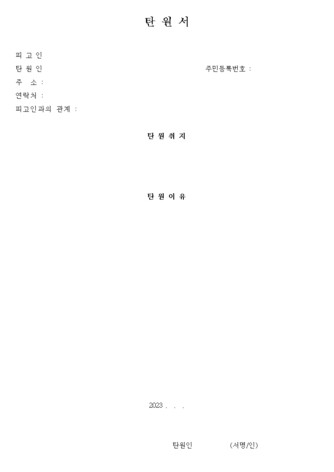 탄 원 서
피 고 인
탄 원 인 주민등록번호 :
주 소 :
연락처 :
피고인과의 관계 :
탄 원 취 지
탄 원 이 유
2023 . . .
탄원인 (서명/인)